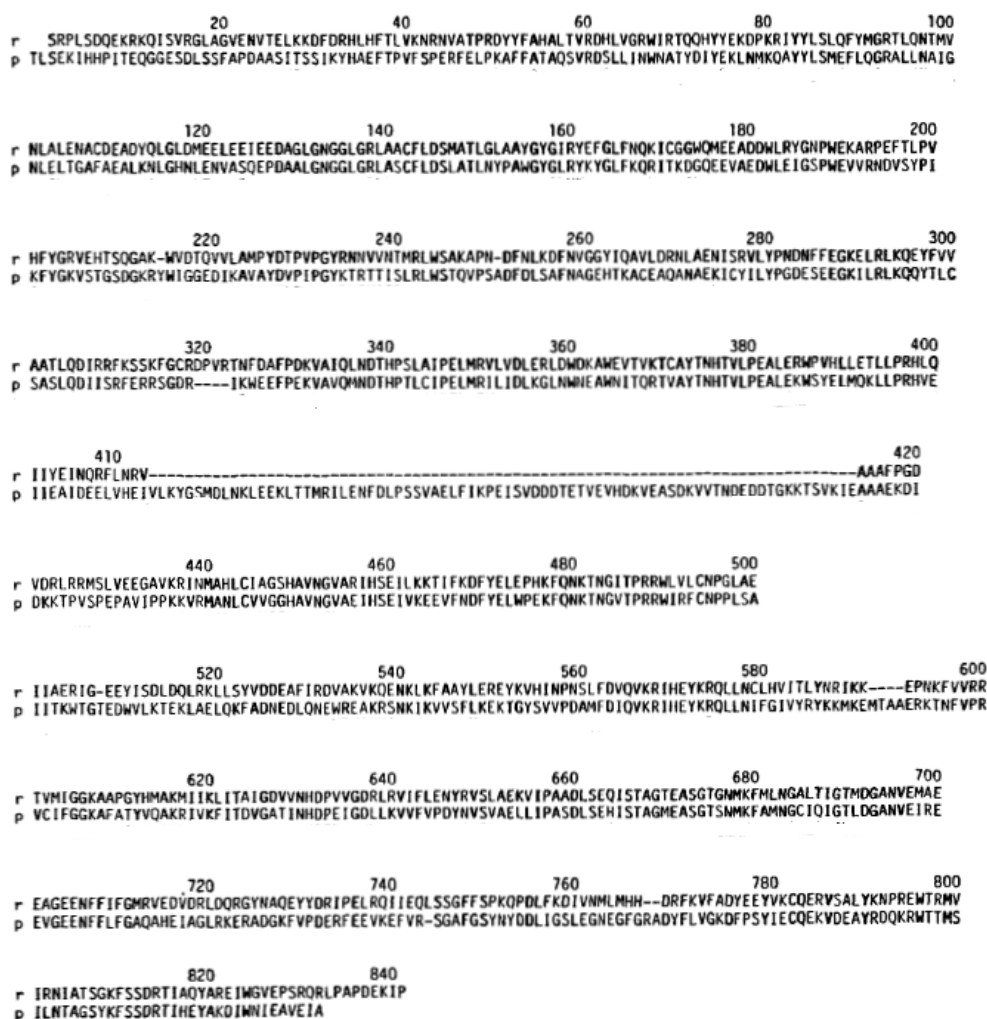 20 40 60 80 100
r SRPLSDQEKRKQISVRGLAGVENVTELKKDFDRHLHFTLVKNRNVATPRDYYFAHALTVRDHLVGRWIRTQQHYYEKDPKRIYYLSLQFYMGRTLQNTMV
p TLSEKIHHPITEQGGESDLSSFAPDAASITSSIKYHAEFTPVFSPERFELPKAFFATAQSVRDSLLINWNATYDIYEKLNMKQAYYLSMEFLQGRALLNAIG
120 140 160 180 200
r NLALENACDEADYQLGLDMEELEEIEEDAGLGNGGLGRLAACFLDSMATLGLAAYGYGIRYEFGLFNQKICGGWQMEEADDWLRYGNPWEKARPEFTLPV
p NLELTGAFAEALKNLGHNLENVASQEPDAALGNGGLGRLASCFLDSLATLNYPAWGYGLRYKYGLFKQRITKDGQEEVAEDWLEIGSPWEVVRNDVSYPI
220 240 260 280 300
r HFYGRVEHTSQGAK-WVDTQVVLAMPYDTPVPGYRNNVVNTMRLWSAKAPN-DFNLKDFNVGGYIQAVLDRNLAENISRVLYPNDNFFEGKELRLKQEYFVV
p KFYGKVSTGSDGKRYWIGGEDIKAVAYDVPIPGYKTRTTISLRLWSTQVPSADFDLSAFNAGEHTKACEAQANAEKICYILYPGDESEEGKILRLKQQYTLC
320 340 360 380 400
r AATLQDIRRFKSSKFGCRDPVRTNFDAFPDKVAIQLNDTHPSLAIPELMRVLVDLERLDWDKAWEVTVKTCAYTNHTVLPEALERWPVHLLETLLPRHLQ
p SASLQDIISRFERRSGDR----IKWEEFPEKVAVQMNDTHPTLCIPELMRILIDLKGLNWNEAWNITQRTVAYTNHTVLPEALEKWSYELMQKLLPRHVE
410 420
r IIYEINQRFLNRV------------------------------------------------------------------------------AAAFPGD
p IIEAIDEELVHEIVLKYGSMDLNKLEEKLTTMRILENFDLPSSVAELFIKPEISVDDDTETVEVHDKVEASDKVVTNDEDDTGKKTSVKIEAAAEKDI
440 460 480 500
r VDRLRRMSLVEEGAVKRINMAHLCIAGSHAVNGVARIHSEILKKTIFKDFYELEPHKFQNKTNGITPRRWLVLCNPGLAE
p DKKTPVSPEPAVIPPKKVRMANLCVVGGHAVNGVAEIHSEIVKEEVFNDFYELWPEKFQNKTNGVTPRRWIRFCNPPLSA
520 540 560 580 600
r IIAERIG-EEYISDLDQLRKLLSYVDDEAFIRDVAKVKQENKLKFAAYLEREYKVHINPNSLFDVQVKRIHEYKRQLLNCLHVITLYNRIKK----EPNKFVVRR
p IITKWTGTEDWVLKTEKLAELQKFADNEDLQNEWREAKRSNKIKVVSFLKEKTGYSVVPDAMFDIQVKRIHEYKRQLLNIFGIVYRYKKMKEMTAAERKTNFVPR
620 640 660 680 700
r TVMIGGKAAPGYHMAKMIIKLITAIGDVVNHDPVVGDRLRVIFLENYRVSLAEKVIPAADLSEQISTAGTEASGTGNMKFMLNGALTIGTMDGANVEMAE
p VCIFGGKAFATYVQAKRIVKFITDVGATINHDPEIGDLLKVVFVPDYNVSVAELLIPASDLSEHISTAGMEASGTSNMKFAMNGCIQIGTLDGANVEIRE
720 740 760 780 800
r EAGEENFFIFGMRVEDVDRLDQRGYNAQEYYDRIPELRQIIEQLSSGFFSPKQPDLFKDIVNMLMHH--DRFKVFADYEEYVKCQERVSALYKNPREWTRMV
p EVGEENFFLFGAQAHEIAGLRKERADGKFVPDERFEEVKEFVR-SGAFGSYNYDDLIGSLEGNEGFGRADYFLVGKDFPSYIECQEKVDEAYRDQKRWTTMS
820 840
r IRNIATSGKFSSDRTIAQYAREIWGVEPSRQRLPAPDEKIP
p ILNTAGSYKFSSDRTIHEYAKDIWNIEAVEIA